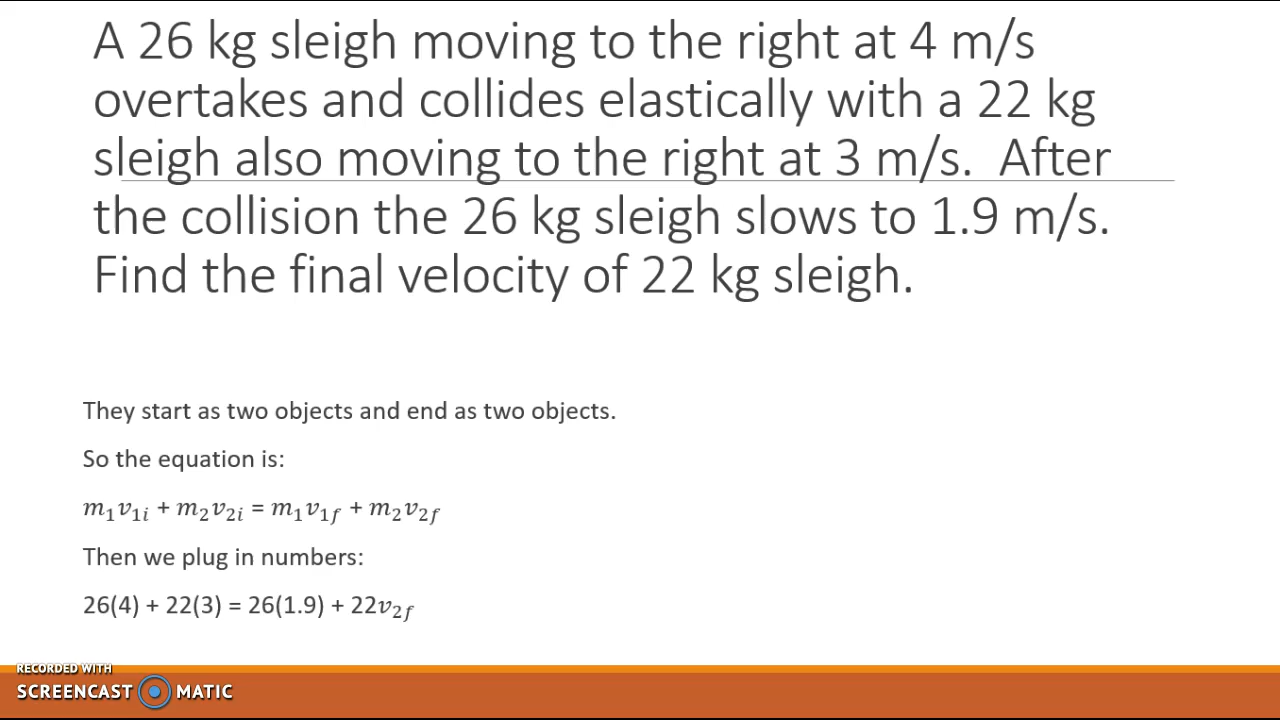 A 26 kg sleigh moving to the right at 4 m/s
overtakes and collides elastically with a 22 kg
sleigh also moving to the right at 3 m/s.  After
the collision the 26 kg sleigh slows to 1.9 m/s.
Find the final velocity of 22 kg sleigh.
They start as two objects and end as two objects.
So the equation is:
𝑚₁𝑣₁ᵢ + 𝑚₂𝑣₂ᵢ = 𝑚₁𝑣₁𝑓 + 𝑚₂𝑣₂𝑓
Then we plug in numbers:
26(4) + 22(3) = 26(1.9) + 22𝑣₂𝑓
RECORDED WITH
SCREENCAST MATIC